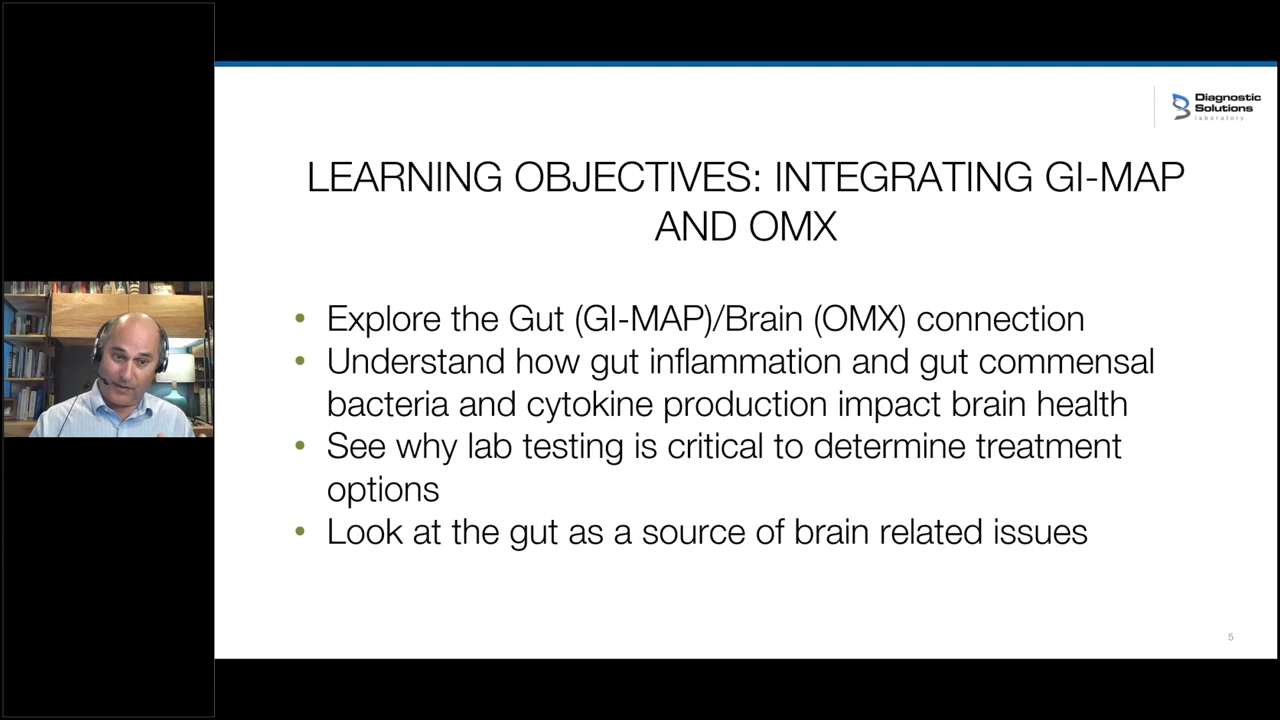 Diagnostic
Solutions
laboratory
LEARNING OBJECTIVES: INTEGRATING GI-MAP
AND OMX
• Explore the Gut (GI-MAP)/Brain (OMX) connection
• Understand how gut inflammation and gut commensal
bacteria and cytokine production impact brain health
• See why lab testing is critical to determine treatment
options
• Look at the gut as a source of brain related issues
5